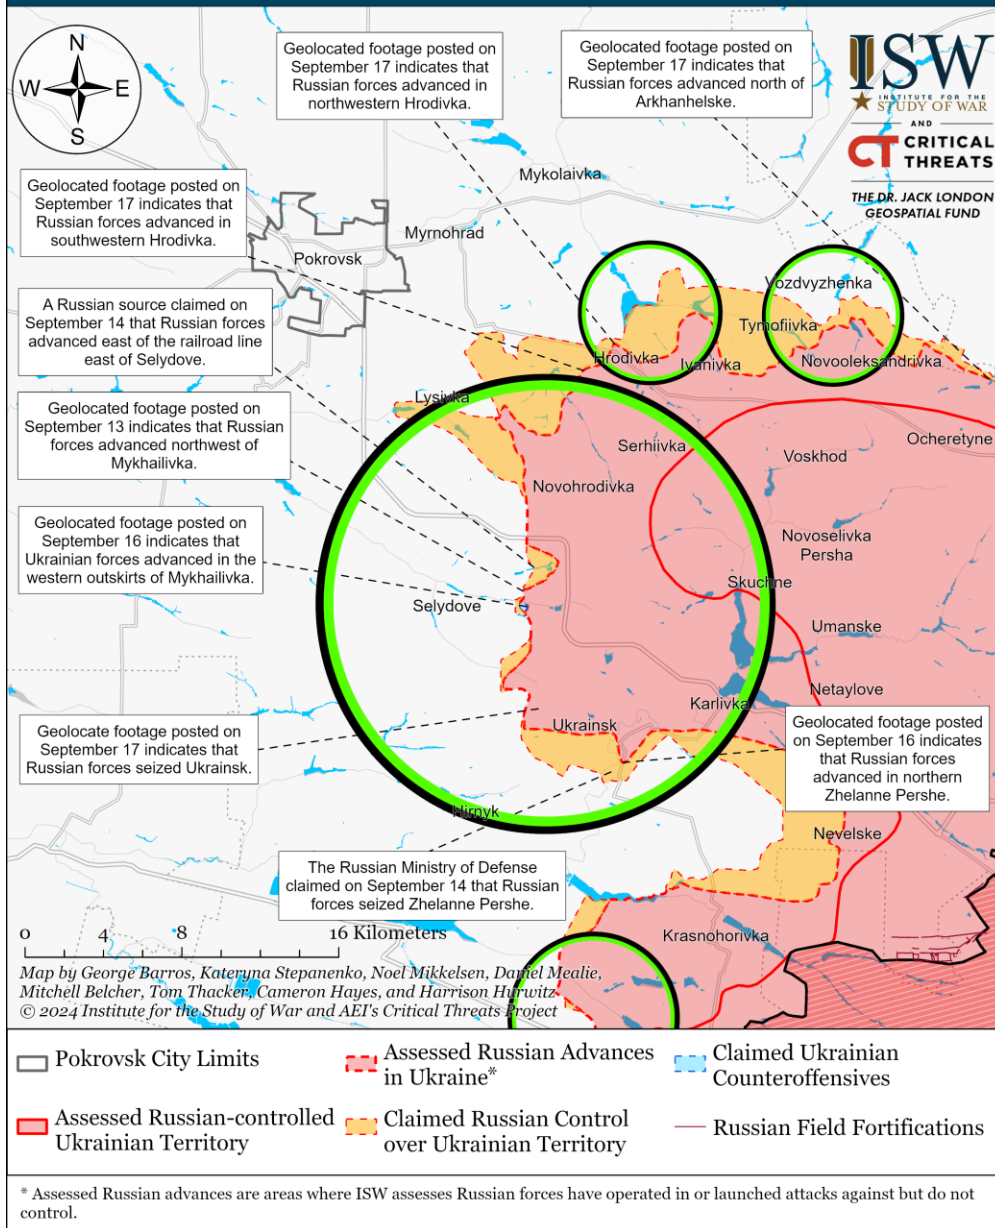 N
W
E
S
Geolocated footage posted on
September 17 indicates that
Russian forces advanced in
northwestern Hrodivka.
Geolocated footage posted on
September 17 indicates that
Russian forces advanced north of
Arkhanhelske.
ISW
INSTITUTE FOR THE
STUDY OF WAR
AND
CT CRITICAL
THREATS
THE DR. JACK LONDON
GEOSPATIAL FUND
Geolocated footage posted on
September 17 indicates that
Russian forces advanced in
southwestern Hrodivka.
Mykolaivka
Myrnohrad
Pokrovsk
Vozdvyzhenka
A Russian source claimed on
September 14 that Russian forces
advanced east of the railroad line
east of Selydove.
Tymofiivka
Hrodivka
Ivanivka
Novooleksandrivka
Geolocated footage posted on
September 13 indicates that Russian
forces advanced northwest of
Mykhailivka.
Lysivka
Serhiivka
Ocheretyne
Voskhod
Novohrodivka
Geolocated footage posted on
September 16 indicates that
Ukrainian forces advanced in the
western outskirts of Mykhailivka.
Novoselivka
Persha
Skuchne
Selydove
Umanske
Netaylove
Karlivka
Ukrainsk
Geolocate footage posted on
September 17 indicates that
Russian forces seized Ukrainsk.
Geolocated footage posted
on September 16 indicates
that Russian forces
advanced in northern
Zhelanne Pershe.
Hirnyk
Nevelske
The Russian Ministry of Defense
claimed on September 14 that Russian
forces seized Zhelanne Pershe.
Krasnohorivka
0 4 8 16 Kilometers
Map by George Barros, Kateryna Stepanenko, Noel Mikkelsen, Daniel Mealie,
Mitchell Belcher, Tom Thacker, Cameron Hayes, and Harrison Hurwitz
© 2024 Institute for the Study of War and AEI's Critical Threats Project
Pokrovsk City Limits
Assessed Russian Advances
in Ukraine*
Claimed Ukrainian
Counteroffensives
Assessed Russian-controlled
Ukrainian Territory
Claimed Russian Control
over Ukrainian Territory
Russian Field Fortifications
* Assessed Russian advances are areas where ISW assesses Russian forces have operated in or launched attacks against but do not
control.